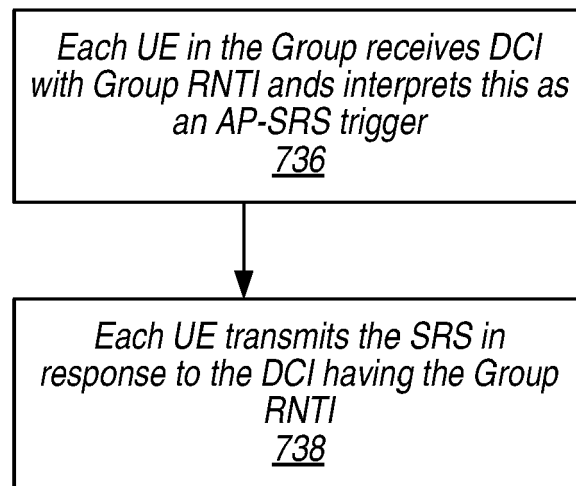 Each UE in the Group receives DCI
with Group RNTI ands interprets this as
an AP-SRS trigger
736
Each UE transmits the SRS in
response to the DCI having the Group
RNTI
738